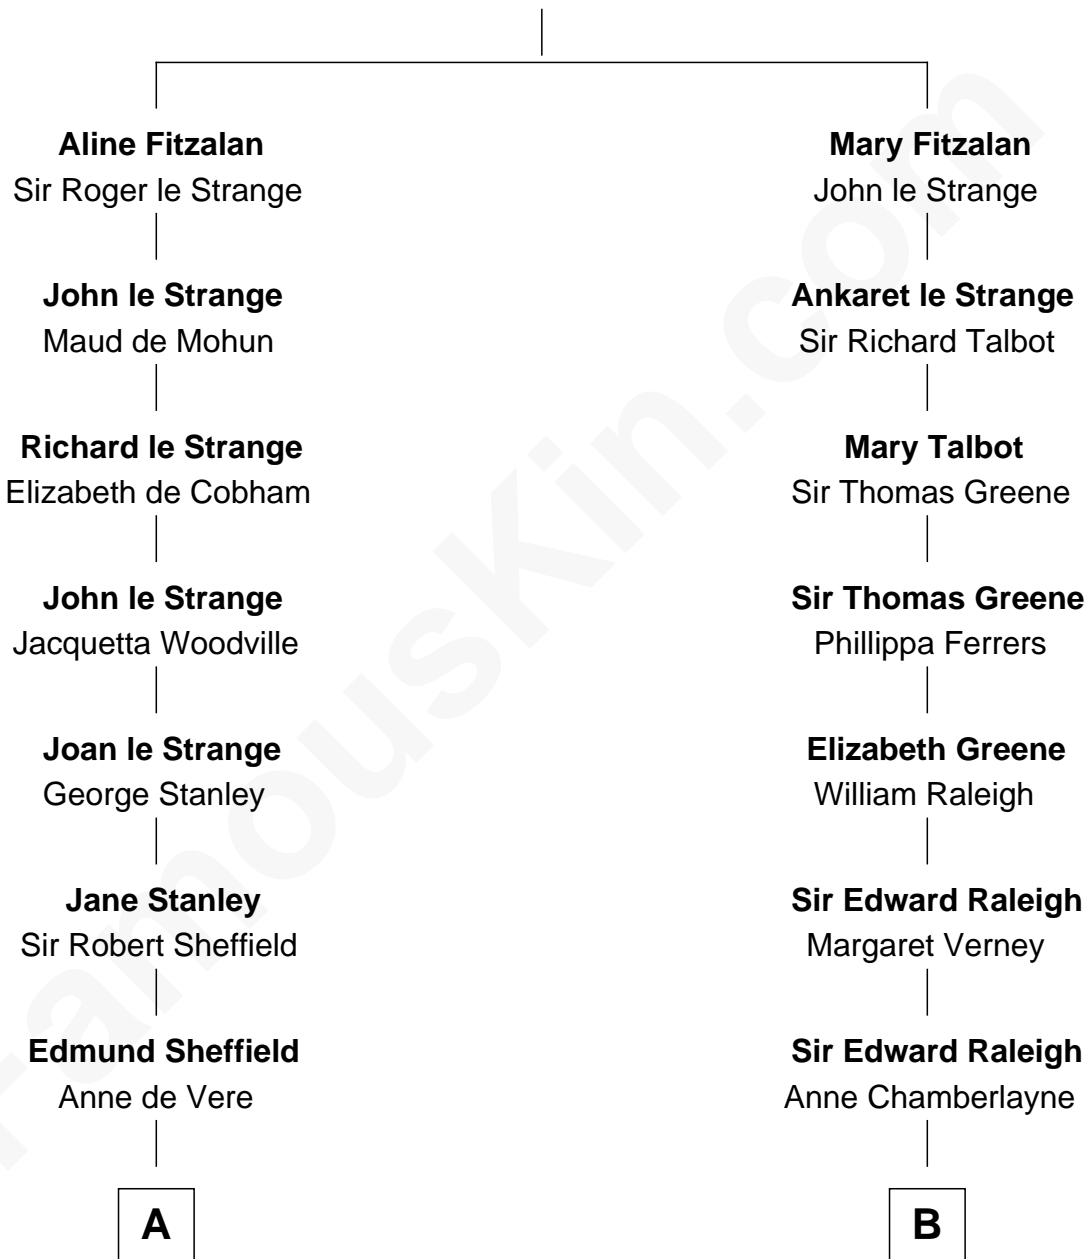 Aline Fitzalan
Sir Roger le Strange
Mary Fitzalan
John le Strange
John le Strange
Maud de Mohun
Ankaret le Strange
Sir Richard Talbot
Richard le Strange
Elizabeth de Cobham
Mary Talbot
Sir Thomas Greene
John le Strange
Jacquetta Woodville
Sir Thomas Greene
Phillippa Ferrers
Joan le Strange
George Stanley
Elizabeth Greene
William Raleigh
Jane Stanley
Sir Robert Sheffield
Sir Edward Raleigh
Margaret Verney
Edmund Sheffield
Anne de Vere
Sir Edward Raleigh
Anne Chamberlayne
A
B
FamousKin.com